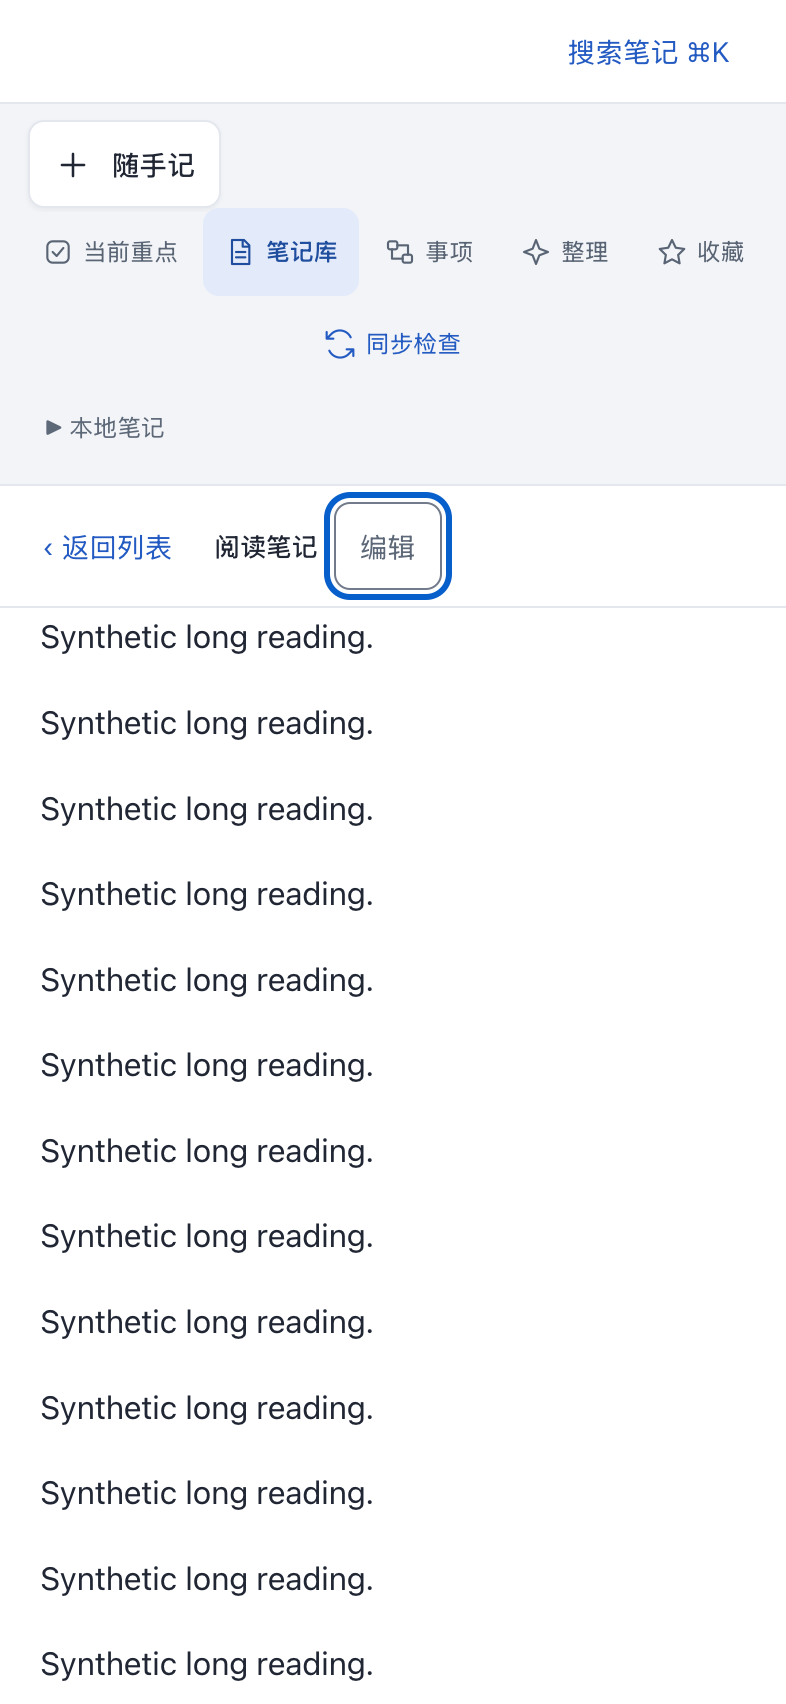 搜索笔记 ⌘K
随手记
当前重点 笔记库 事项 整理 收藏
同步检查
本地笔记
‹ 返回列表 阅读笔记 编辑
Synthetic long reading.
Synthetic long reading.
Synthetic long reading.
Synthetic long reading.
Synthetic long reading.
Synthetic long reading.
Synthetic long reading.
Synthetic long reading.
Synthetic long reading.
Synthetic long reading.
Synthetic long reading.
Synthetic long reading.
Synthetic long reading.